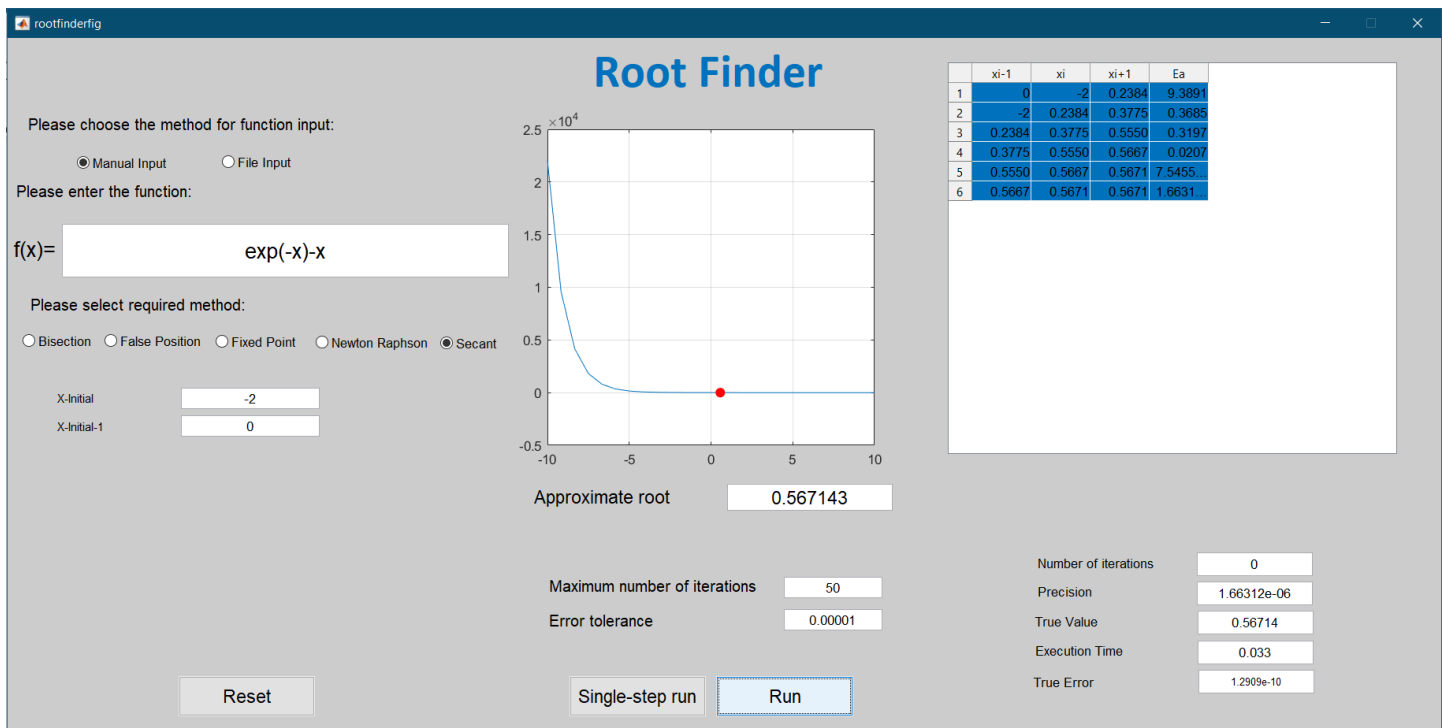 rootfinderfig
Root Finder
Please choose the method for function input:
Manual Input File Input
Please enter the function:
f(x)= exp(-x)-x
Please select required method:
Bisection False Position Fixed Point Newton Raphson Secant
X-Initial -2
X-Initial-1 0
×10^4
2.5
2
1.5
1
0.5
0
-0.5
-10 -5 0 5 10
Approximate root 0.567143
Maximum number of iterations 50
Error tolerance 0.00001
Reset Single-step run Run
xi-1 xi xi+1 Ea
1 0 -2 0.2384 9.3891
2 -2 0.2384 0.3775 0.3685
3 0.2384 0.3775 0.5550 0.3197
4 0.3775 0.5550 0.5667 0.0207
5 0.5550 0.5667 0.5671 7.5455...
6 0.5667 0.5671 0.5671 1.6631...
Number of iterations 0
Precision 1.66312e-06
True Value 0.56714
Execution Time 0.033
True Error 1.2909e-10